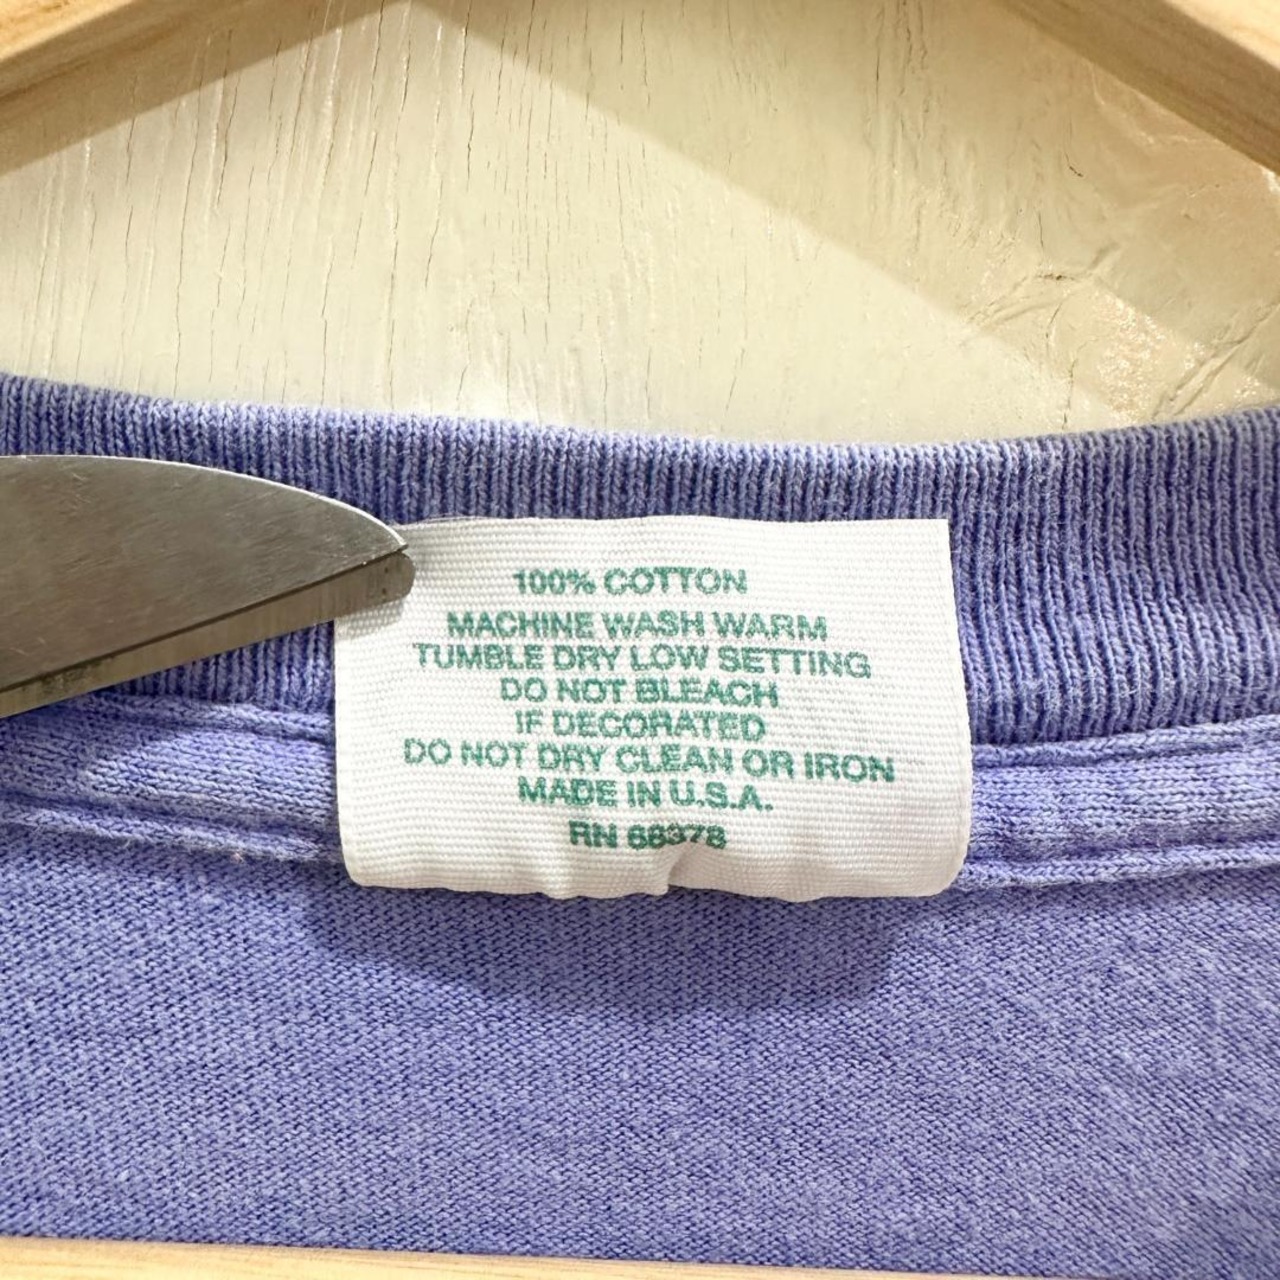 100% COTTON
MACHINE WASH WARM
TUMBLE DRY LOW SETTING
DO NOT BLEACH
IF DECORATED
DO NOT DRY CLEAN OR IRON
MADE IN U.S.A.
RN 66378